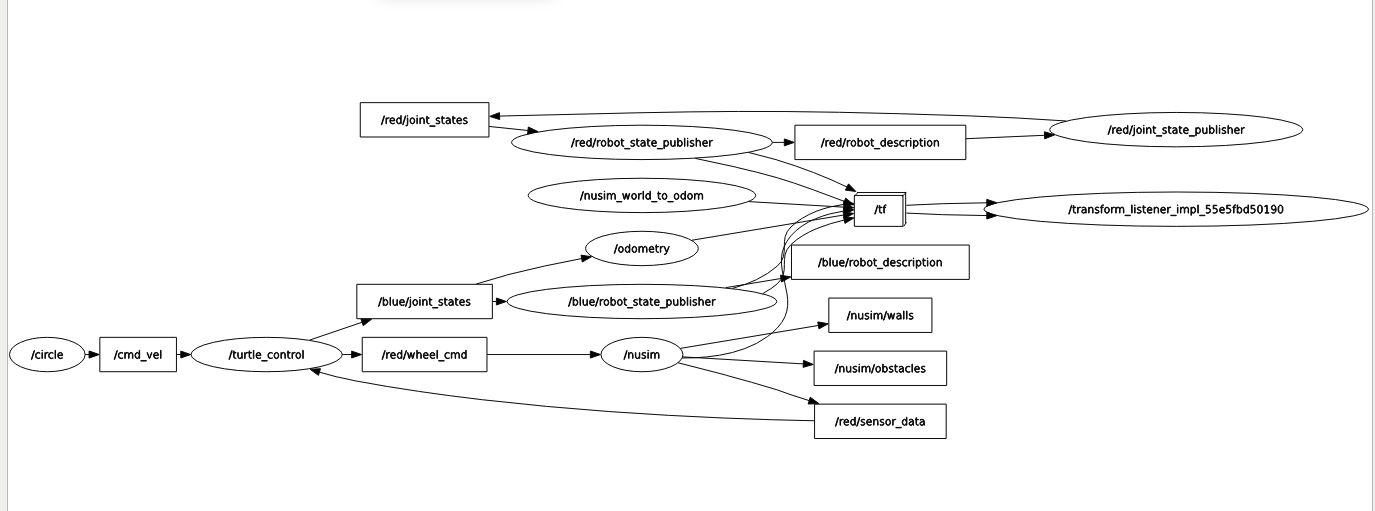 /red/joint_states
/red/robot_state_publisher
/red/robot_description
/red/joint_state_publisher
/nusim_world_to_odom
/tf
/transform_listener_impl_55e5fbd50190
/odometry
/blue/robot_description
/blue/joint_states
/blue/robot_state_publisher
/nusim/walls
/circle
/cmd_vel
/turtle_control
/red/wheel_cmd
/nusim
/nusim/obstacles
/red/sensor_data